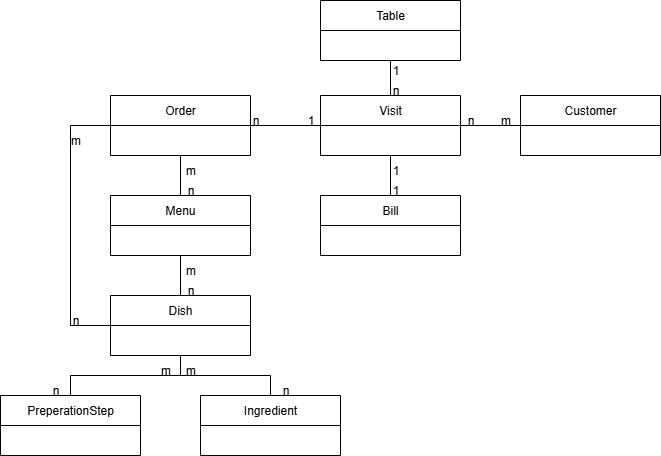 Table
1
n
Order
n
1
Visit
n
m
Customer
m
m
n
1
1
Menu
Bill
m
n
Dish
n
m
m
n
n
PreperationStep
Ingredient